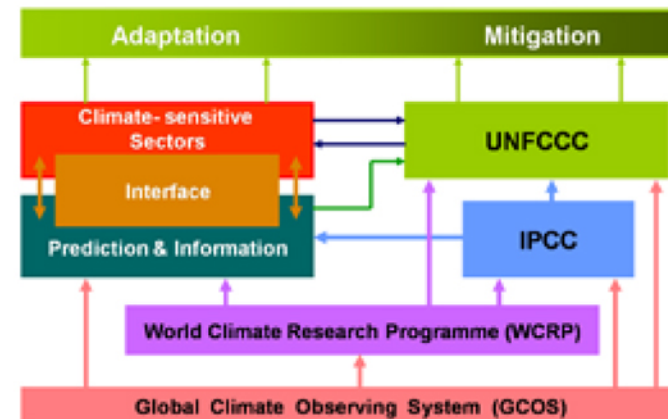 Adaptation Mitigation
Climate- sensitive
Sectors
UNFCCC
Interface
Prediction & Information
IPCC
World Climate Research Programme (WCRP)
Global Climate Observing System (GCOS)